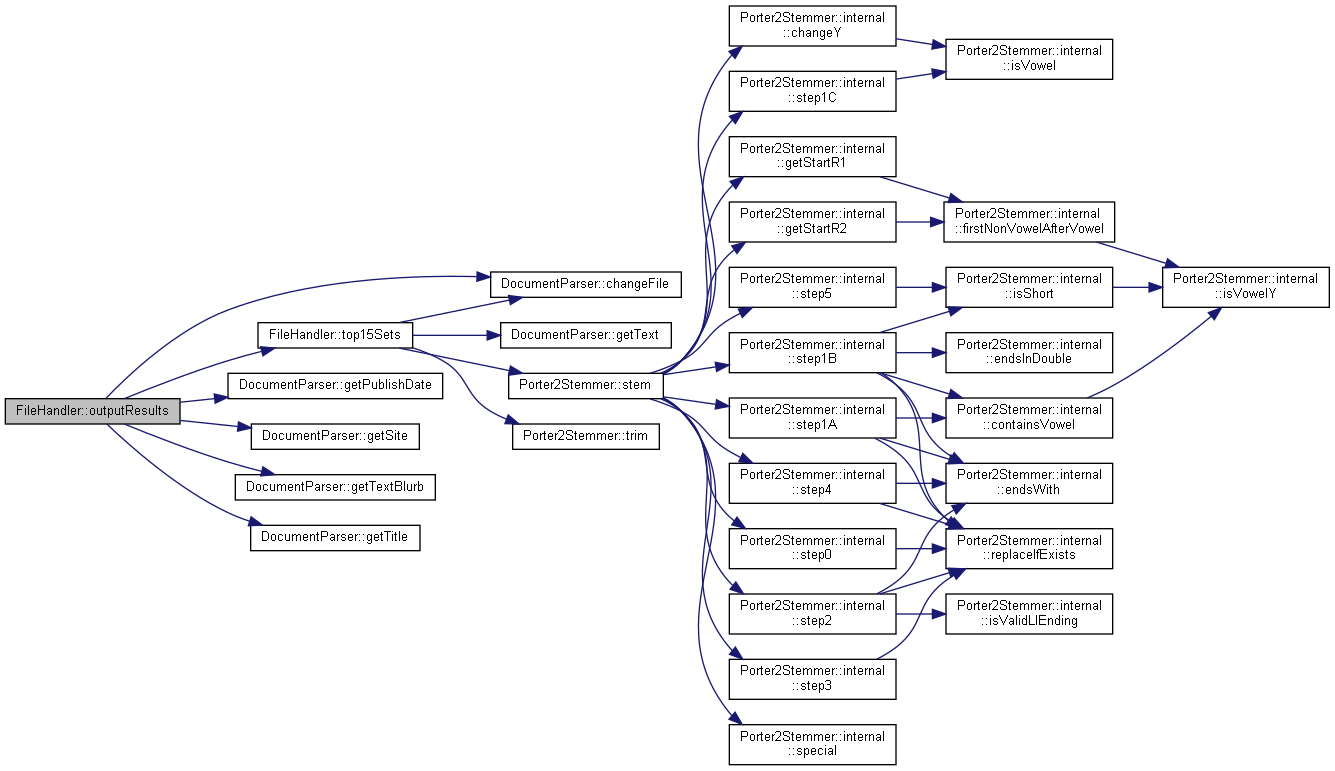 FileHandler::outputResults
DocumentParser::changeFile
FileHandler::top15Sets
DocumentParser::getText
Porter2Stemmer::stem
Porter2Stemmer::trim
DocumentParser::getPublishDate
DocumentParser::getSite
DocumentParser::getTextBlurb
DocumentParser::getTitle
Porter2Stemmer::internal
::changeY
Porter2Stemmer::internal
::step1C
Porter2Stemmer::internal
::getStartR1
Porter2Stemmer::internal
::getStartR2
Porter2Stemmer::internal
::step5
Porter2Stemmer::internal
::step1B
Porter2Stemmer::internal
::step1A
Porter2Stemmer::internal
::step4
Porter2Stemmer::internal
::step0
Porter2Stemmer::internal
::step2
Porter2Stemmer::internal
::step3
Porter2Stemmer::internal
::special
Porter2Stemmer::internal
::isVowel
Porter2Stemmer::internal
::firstNonVowelAfterVowel
Porter2Stemmer::internal
::isShort
Porter2Stemmer::internal
::endsInDouble
Porter2Stemmer::internal
::containsVowel
Porter2Stemmer::internal
::endsWith
Porter2Stemmer::internal
::replaceIfExists
Porter2Stemmer::internal
::isValidLIEnding
Porter2Stemmer::internal
::isVowelY